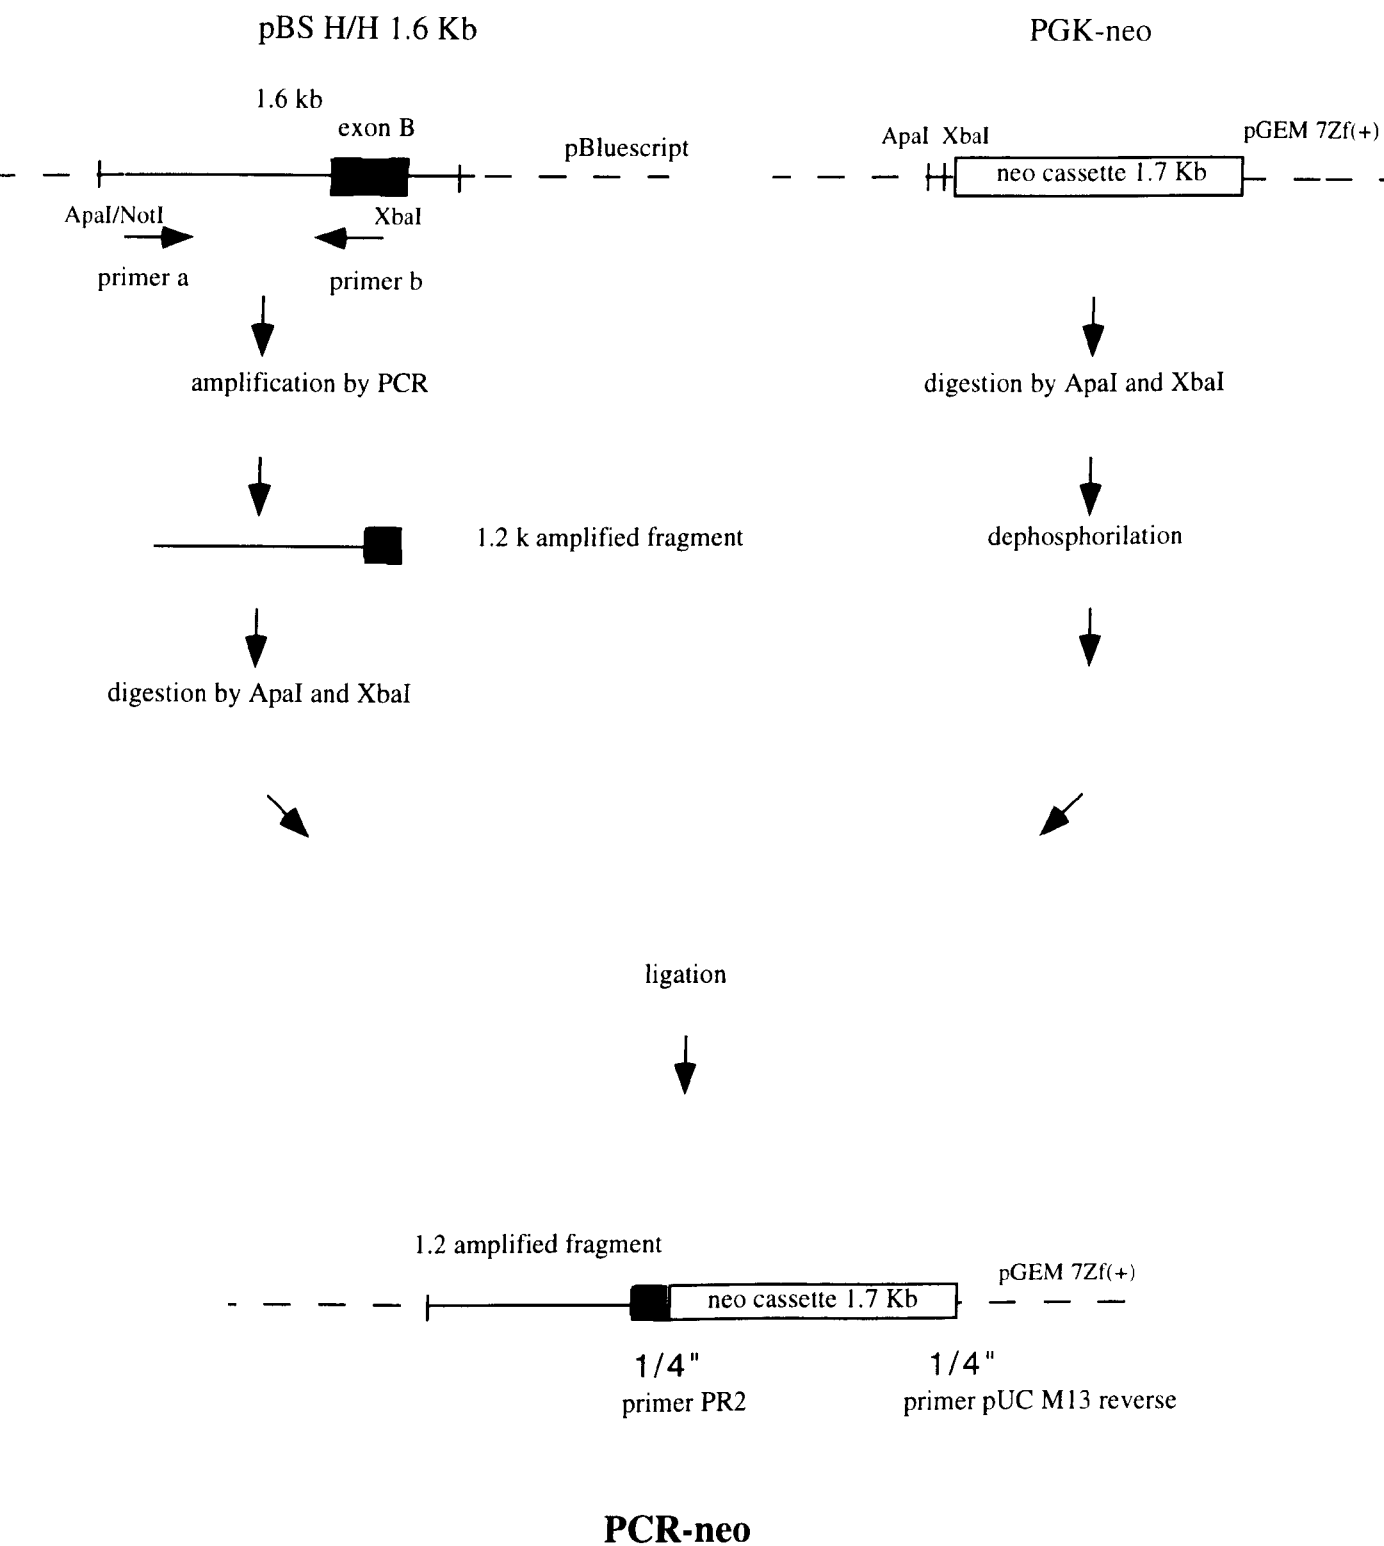 pBS H/H 1.6 Kb
PGK-neo
1.6 kb
exon B
pBluescript
ApaI XbaI
pGEM 7Zf(+)
neo cassette 1.7 Kb
ApaI/NotI
XbaI
primer a
primer b
amplification by PCR
digestion by ApaI and XbaI
1.2 k amplified fragment
dephosphorilation
digestion by ApaI and XbaI
ligation
1.2 amplified fragment
pGEM 7Zf(+)
neo cassette 1.7 Kb
1/4"
1/4"
primer PR2
primer pUC M13 reverse
PCR-neo